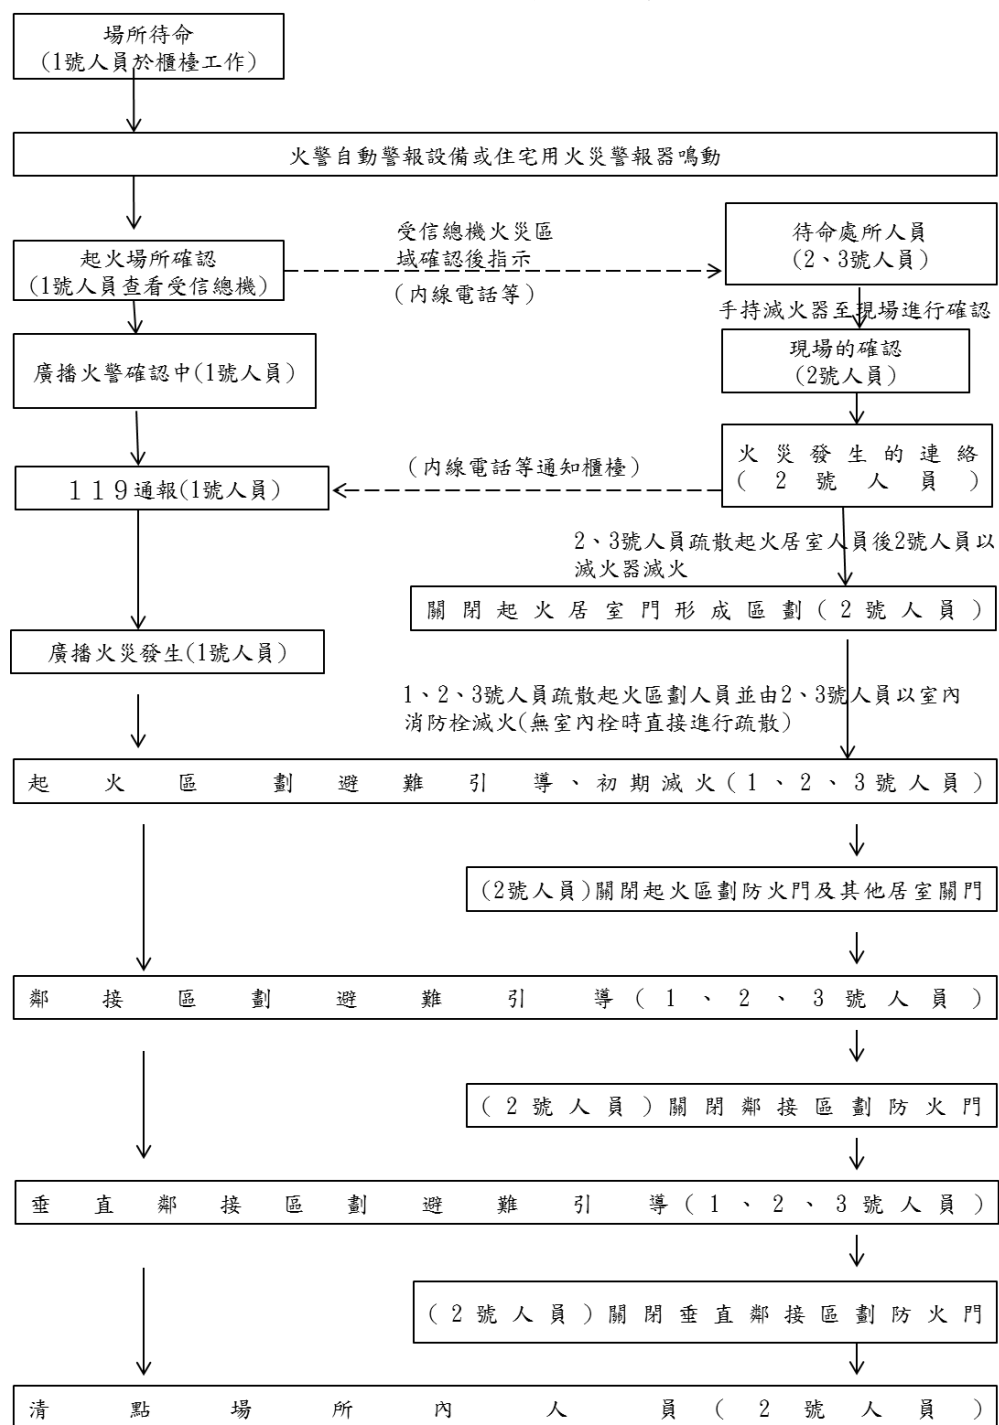 場所待命
(1號人員於櫃檯工作)
火警自動警報設備或住宅用火災警報器鳴動
起火場所確認
(1號人員查看受信總機)
受信總機火災區
域確認後指示
(內線電話等)
待命處所人員
(2、3號人員)
手持滅火器至現場進行確認
現場的確認
(2號人員)
廣播火警確認中(1號人員)
火災發生的連絡
(2號人員)
(內線電話等通知櫃檯)
１１９通報(1號人員)
2、3號人員疏散起火居室人員後2號人員以
滅火器滅火
關閉起火居室門形成區劃(2號人員)
廣播火災發生(1號人員)
1、2、3號人員疏散起火區劃人員並由2、3號人員以室內
消防栓滅火(無室內栓時直接進行疏散)
起火區劃避難引導、初期滅火(1、2、3號人員)
(2號人員)關閉起火區劃防火門及其他居室關門
鄰接區劃避難引導(1、2、3號人員)
(2號人員)關閉鄰接區劃防火門
垂直鄰接區劃避難引導(1、2、3號人員)
(2號人員)關閉垂直鄰接區劃防火門
清點場所內人員(2號人員)